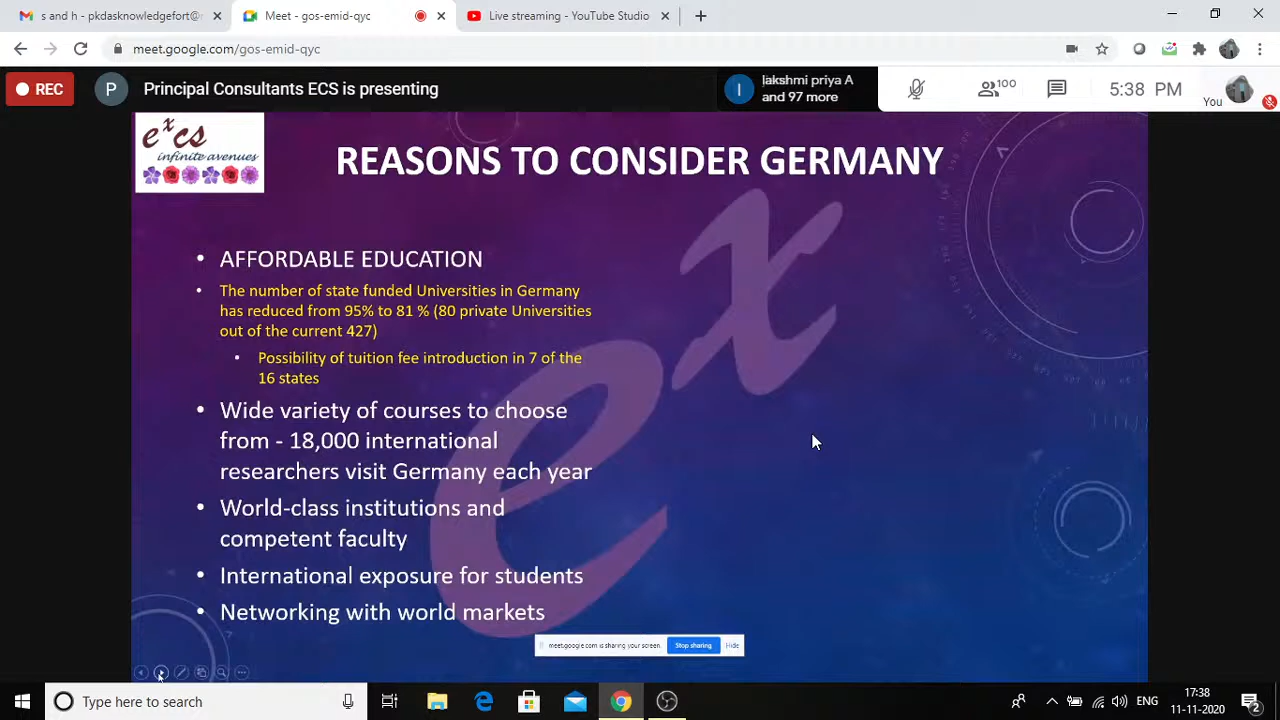 s and h - pkdasknowledgefort@
Meet - gos-emid-qyc
Live streaming - YouTube Studio
meet.google.com/gos-emid-qyc
REC
P
Principal Consultants ECS is presenting
l
lakshmi priya A
and 97 more
100
5:38 PM
You
excs
infinite avenues
REASONS TO CONSIDER GERMANY
• AFFORDABLE EDUCATION
• The number of state funded Universities in Germany
has reduced from 95% to 81 % (80 private Universities
out of the current 427)
• Possibility of tuition fee introduction in 7 of the
16 states
• Wide variety of courses to choose
from - 18,000 international
researchers visit Germany each year
• World-class institutions and
competent faculty
• International exposure for students
• Networking with world markets
ex
meet.google.com is sharing your screen.
Stop sharing
Hide
Type here to search
ENG
17:38
11-11-2020
2